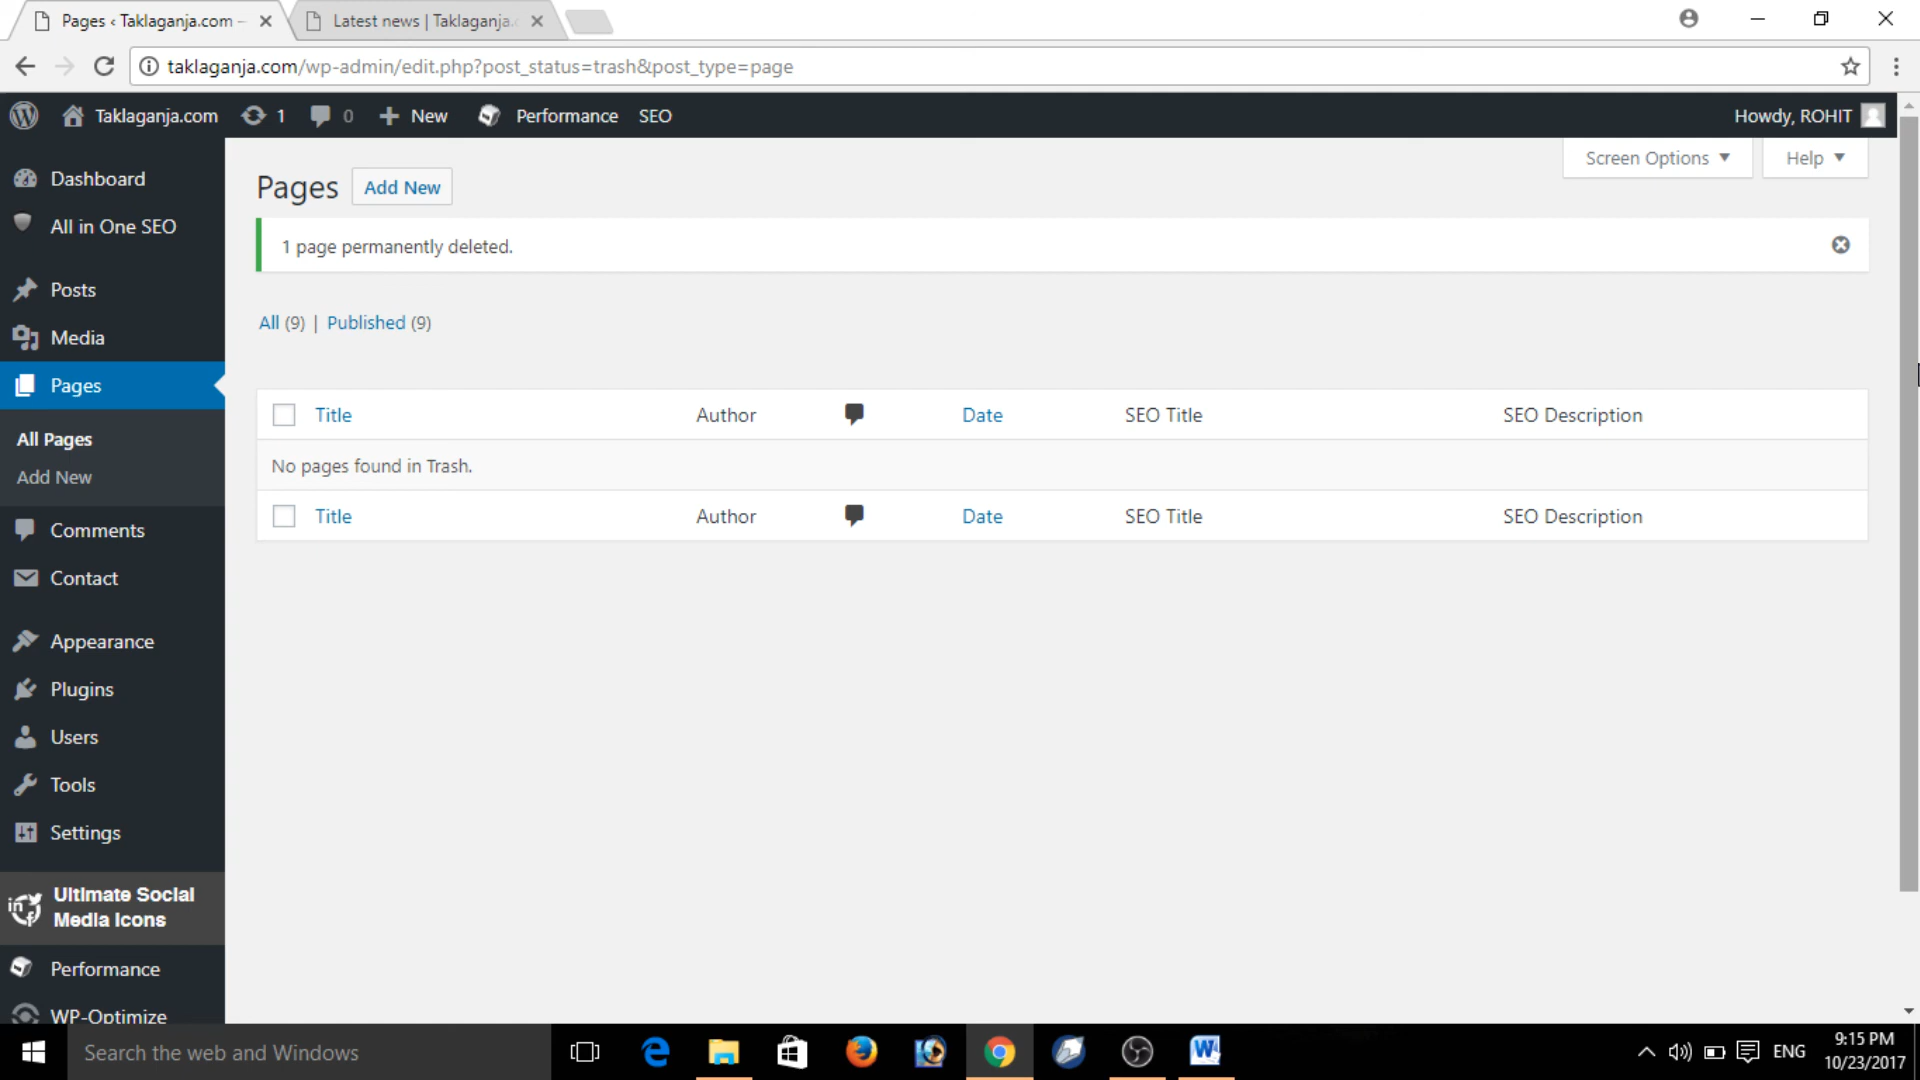 Pages ‹ Taklaganja.com –
Latest news | Taklaganja.c
taklaganja.com/wp-admin/edit.php?post_status=trash&post_type=page
Taklaganja.com 1 0 New Performance SEO Howdy, ROHIT
Screen Options Help
Dashboard
All in One SEO
Posts
Media
Pages
All Pages
Add New
Comments
Contact
Appearance
Plugins
Users
Tools
Settings
Ultimate Social
Media Icons
Performance
WP-Optimize
Pages Add New
1 page permanently deleted.
All (9) | Published (9)
Title Author Date SEO Title SEO Description
No pages found in Trash.
Title Author Date SEO Title SEO Description
Search the web and Windows
ENG
9:15 PM
10/23/2017